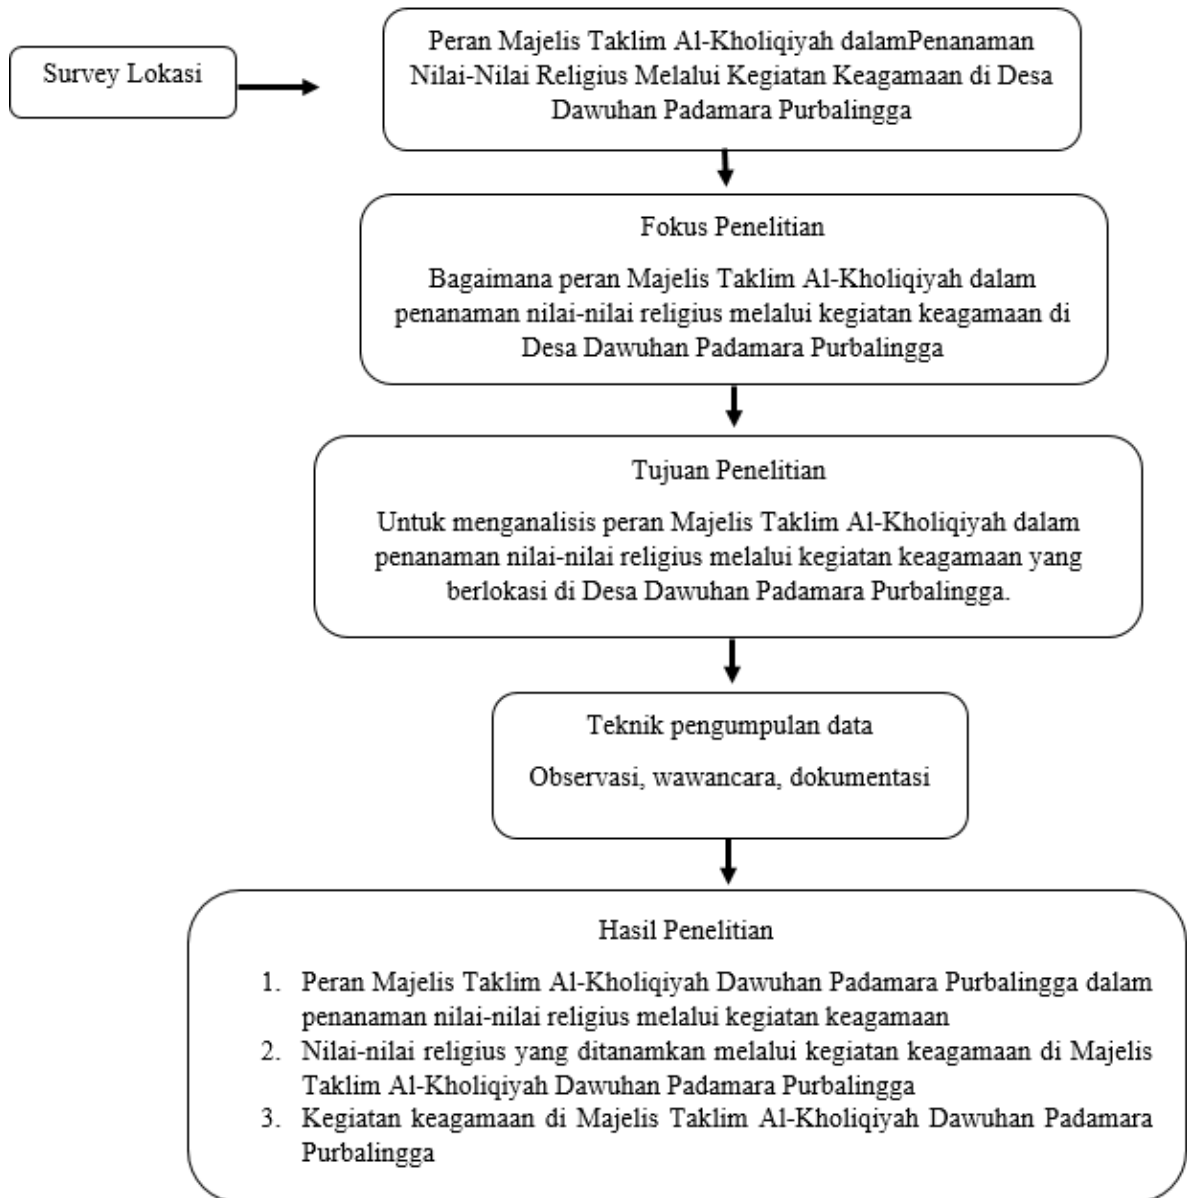 Survey Lokasi
Peran Majelis Taklim Al-Kholiqiyah dalamPenanaman
Nilai-Nilai Religius Melalui Kegiatan Keagamaan di Desa
Dawuhan Padamara Purbalingga
Fokus Penelitian
Bagaimana peran Majelis Taklim Al-Kholiqiyah dalam
penanaman nilai-nilai religius melalui kegiatan keagamaan di
Desa Dawuhan Padamara Purbalingga
Tujuan Penelitian
Untuk menganalisis peran Majelis Taklim Al-Kholiqiyah dalam
penanaman nilai-nilai religius melalui kegiatan keagamaan yang
berlokasi di Desa Dawuhan Padamara Purbalingga.
Teknik pengumpulan data
Observasi, wawancara, dokumentasi
Hasil Penelitian
1. Peran Majelis Taklim Al-Kholiqiyah Dawuhan Padamara Purbalingga dalam
penanaman nilai-nilai religius melalui kegiatan keagamaan
2. Nilai-nilai religius yang ditanamkan melalui kegiatan keagamaan di Majelis
Taklim Al-Kholiqiyah Dawuhan Padamara Purbalingga
3. Kegiatan keagamaan di Majelis Taklim Al-Kholiqiyah Dawuhan Padamara
Purbalingga